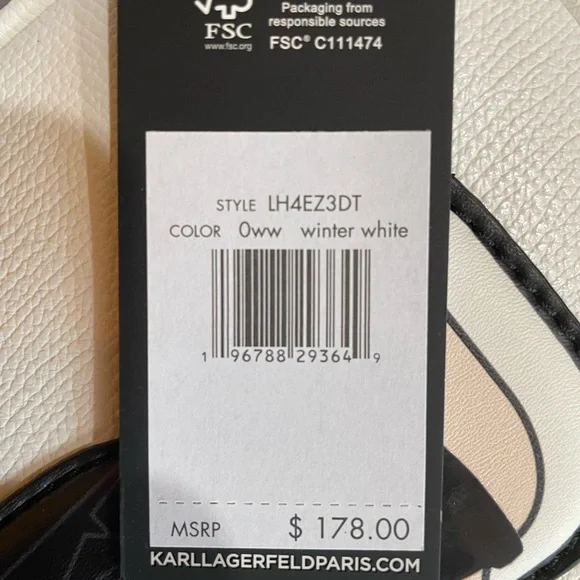 Packaging from
responsible sources
FSC
www.fsc.org
FSC® C111474
STYLE LH4EZ3DT
COLOR 0ww winter white
1 96788 29364 9
MSRP $ 178.00
KARLLAGERFELDPARIS.COM